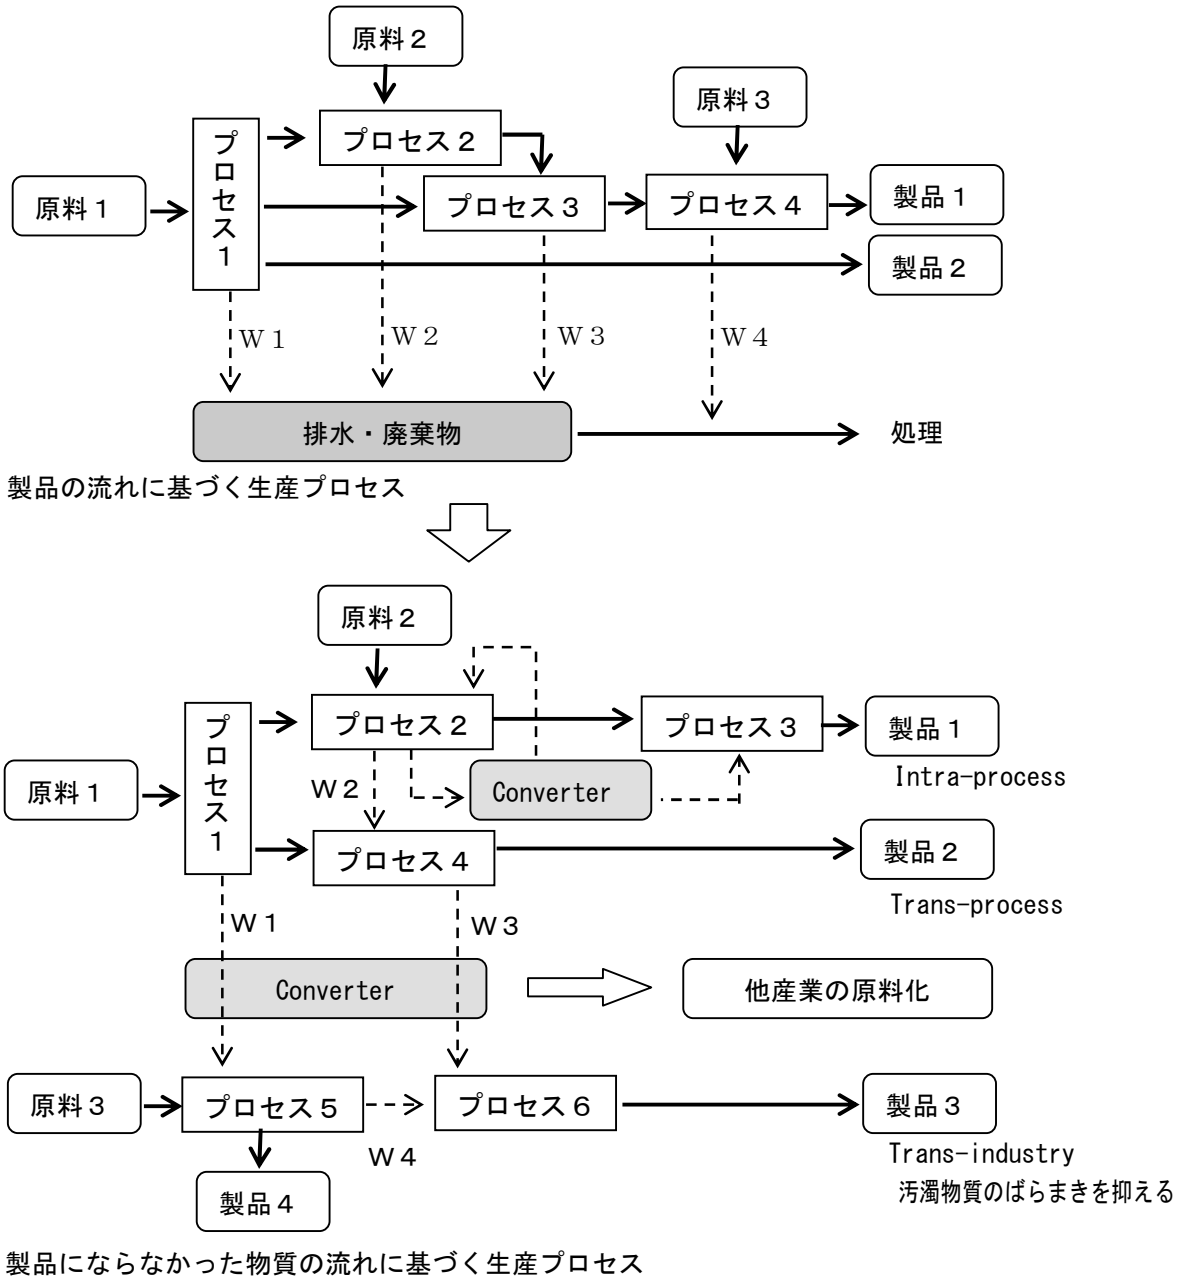 原料２
原料３
プロセス２
プロセス１
原料１
プロセス３
プロセス４
製品１
製品２
Ｗ１
Ｗ２
Ｗ３
Ｗ４
排水・廃棄物
処理
製品の流れに基づく生産プロセス
原料２
プロセス２
プロセス３
製品１
プロセス１
Intra-process
原料１
Ｗ２
Converter
プロセス４
製品２
Trans-process
Ｗ１
Ｗ３
Converter
他産業の原料化
原料３
プロセス５
プロセス６
製品３
Ｗ４
Trans-industry
汚濁物質のばらまきを抑える
製品４
製品にならなかった物質の流れに基づく生産プロセス